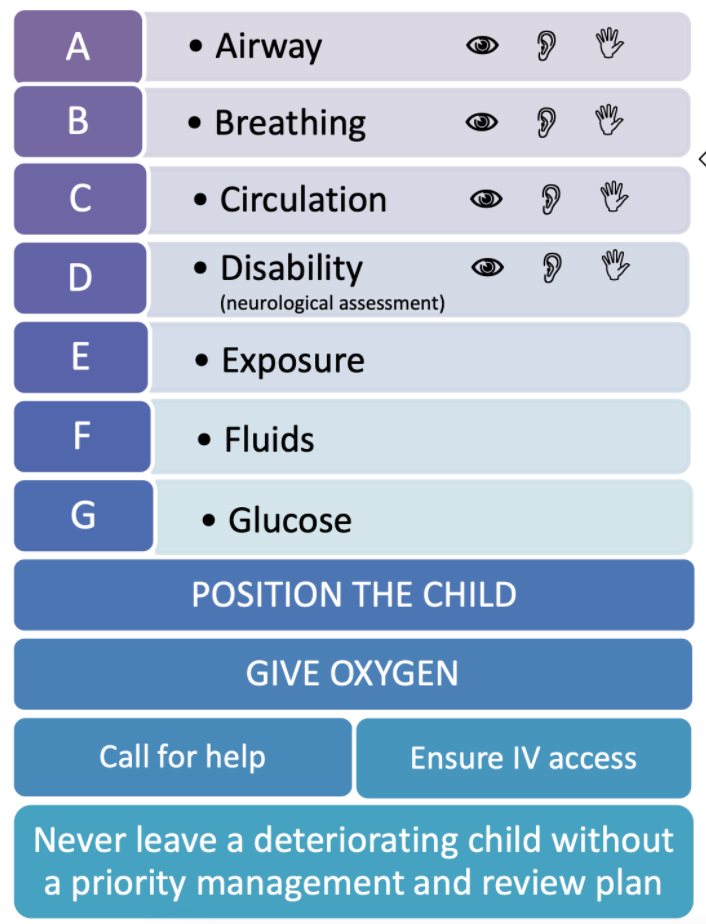 A
• Airway
B
• Breathing
C
• Circulation
D
• Disability
(neurological assessment)
E
• Exposure
F
• Fluids
G
• Glucose
POSITION THE CHILD
GIVE OXYGEN
Call for help
Ensure IV access
Never leave a deteriorating child without
a priority management and review plan